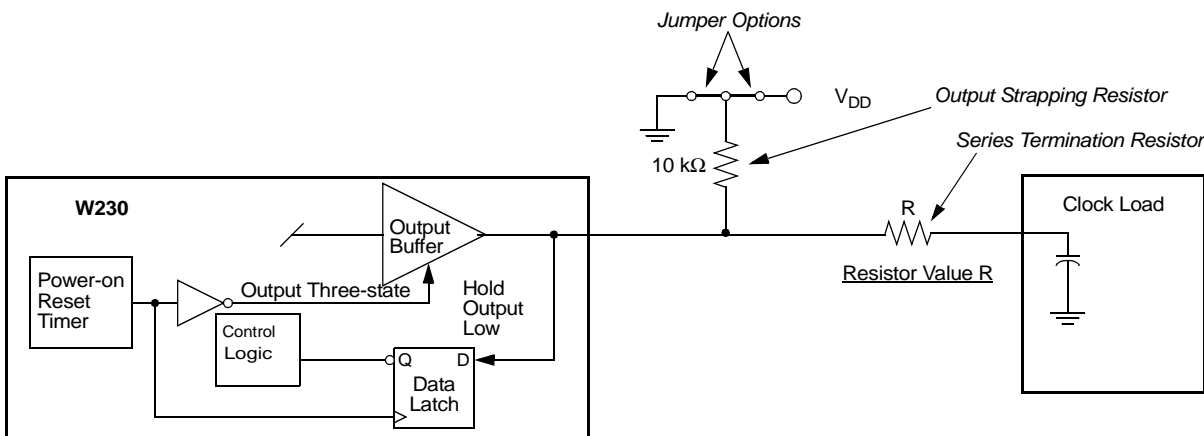 Jumper Options
V_DD
Output Strapping Resistor
Series Termination Resistor
10 kΩ
W230
R
Clock Load
Output
Buffer
Resistor Value R
Power-on
Reset
Timer
Output Three-state
Hold
Output
Low
Control
Logic
Q D
Data
Latch